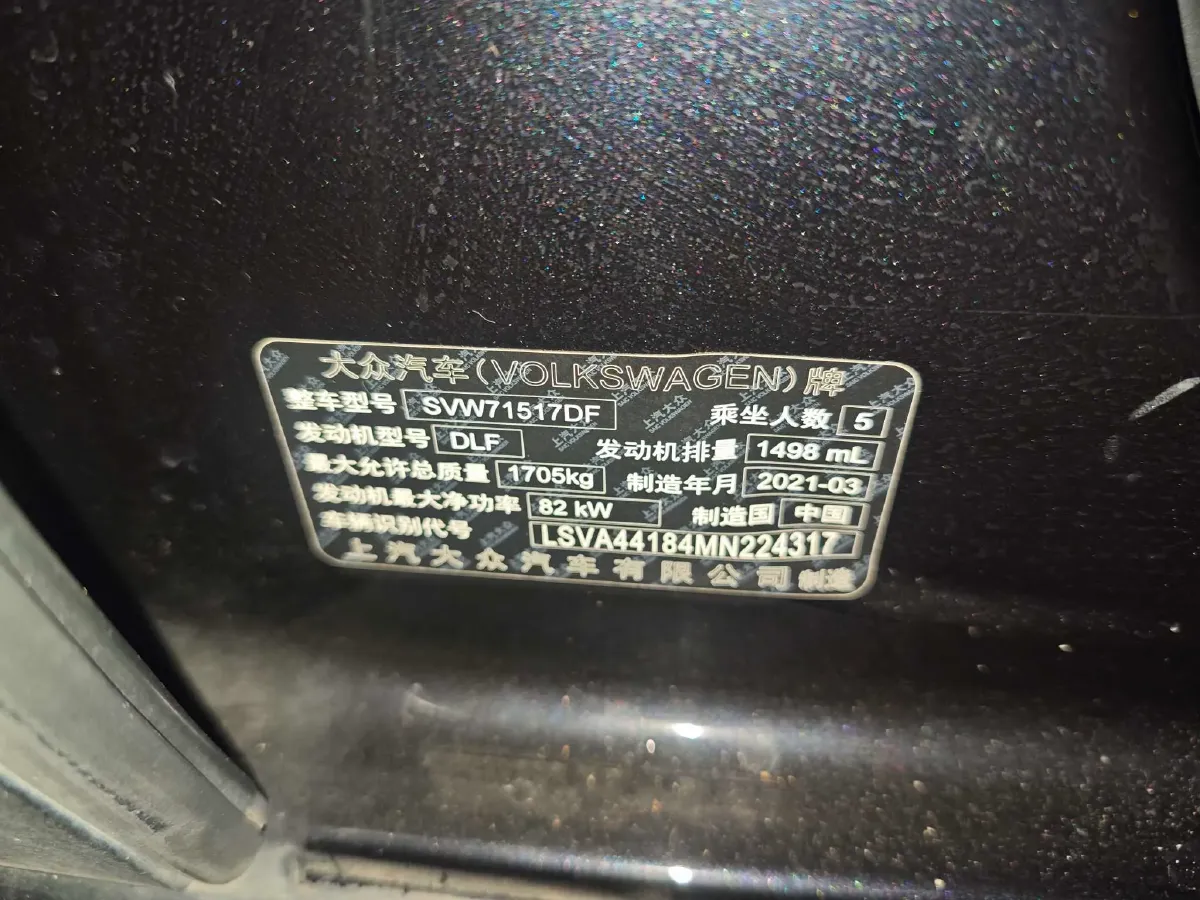 大众汽车(VOLKSWAGEN)牌
整车型号 SVW71517DF 乘坐人数 5
发动机型号 DLF 发动机排量 1498 mL
最大允许总质量 1705kg 制造年月 2021-03
发动机最大净功率 82 kW 制造国 中国
车辆识别代号 LSVA44184MN224317
上汽大众汽车有限公司 制造